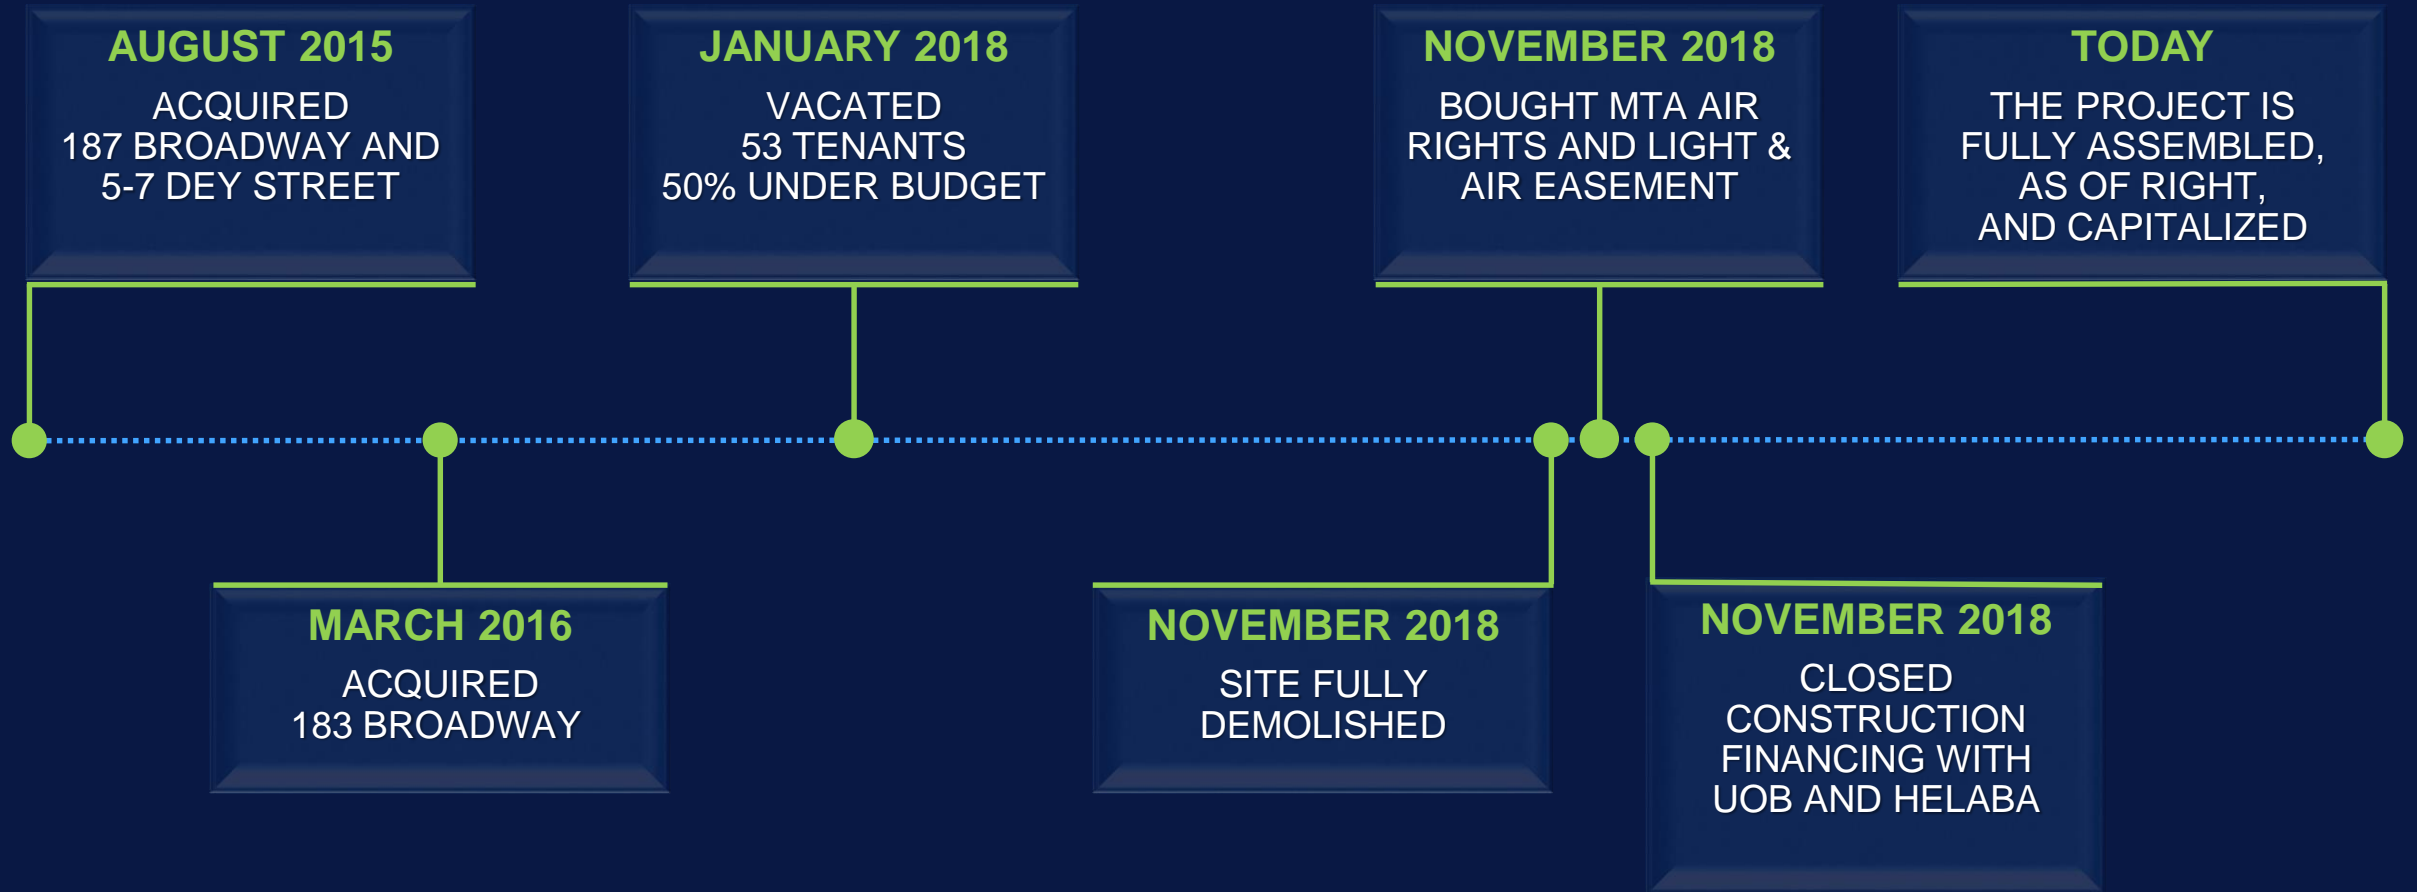 AUGUST 2015
ACQUIRED
187 BROADWAY AND
5-7 DEY STREET
MARCH 2016
ACQUIRED
183 BROADWAY
JANUARY 2018
VACATED
53 TENANTS
50% UNDER BUDGET
NOVEMBER 2018
SITE FULLY
DEMOLISHED
NOVEMBER 2018
BOUGHT MTA AIR
RIGHTS AND LIGHT &
AIR EASEMENT
NOVEMBER 2018
CLOSED
CONSTRUCTION
FINANCING WITH
UOB AND HELABA
TODAY
THE PROJECT IS
FULLY ASSEMBLED,
AS OF RIGHT,
AND CAPITALIZED